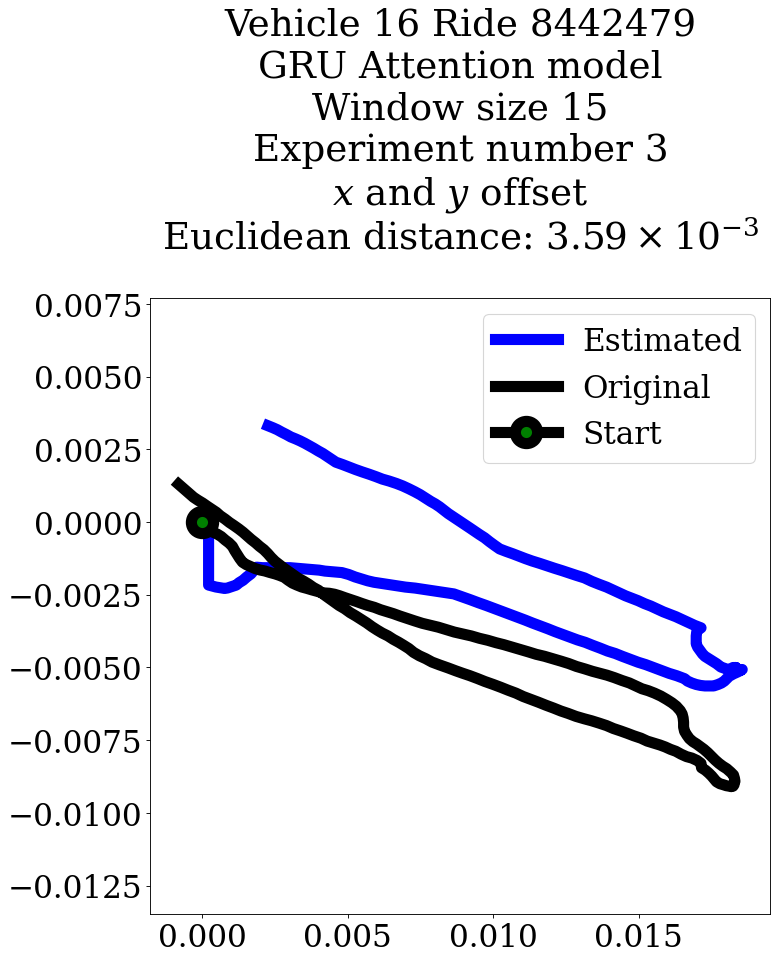 Vehicle 16 Ride 8442479
GRU Attention model
Window size 15
Experiment number 3
x and y offset
Euclidean distance: 3.59 × 10⁻³
0.0075
0.0050
0.0025
0.0000
−0.0025
−0.0050
−0.0075
−0.0100
−0.0125
Estimated
Original
Start
0.000 0.005 0.010 0.015